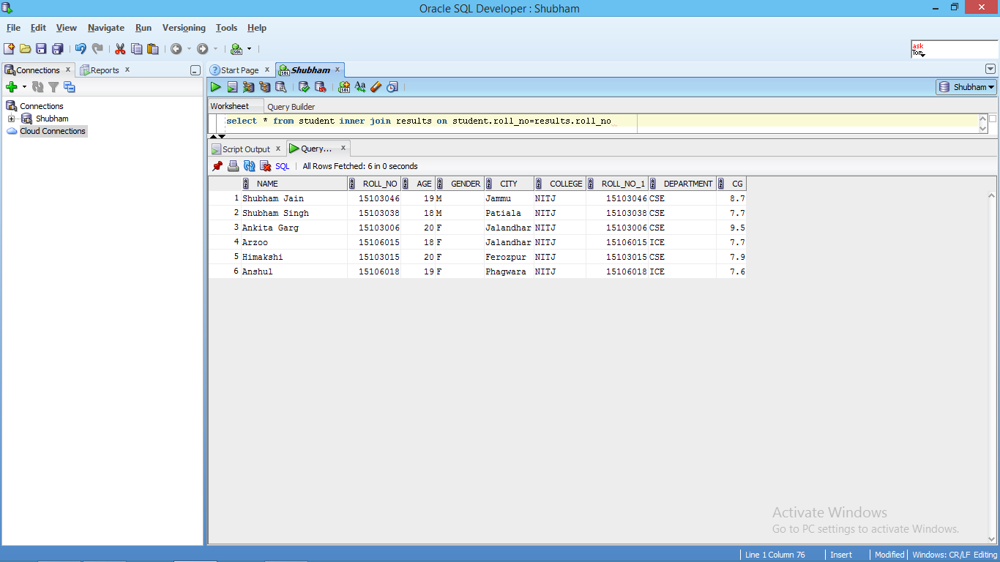 Oracle SQL Developer : Shubham
File Edit View Navigate Run Versioning Tools Help
ask
Tom
Connections Reports
Start Page Shubham
Shubham
Connections
Shubham
Cloud Connections
Worksheet Query Builder
select * from student inner join results on student.roll_no=results.roll_no
Script Output Query...
SQL All Rows Fetched: 6 in 0 seconds
NAME ROLL_NO AGE GENDER CITY COLLEGE ROLL_NO_1 DEPARTMENT CG
1 Shubham Jain 15103046 19 M Jammu NITJ 15103046 CSE 8.7
2 Shubham Singh 15103038 18 M Patiala NITJ 15103038 CSE 7.7
3 Ankita Garg 15103006 20 F Jalandhar NITJ 15103006 CSE 9.5
4 Arzoo 15106015 18 F Jalandhar NITJ 15106015 ICE 7.7
5 Himakshi 15103015 20 F Ferozpur NITJ 15103015 CSE 7.9
6 Anshul 15106018 19 F Phagwara NITJ 15106018 ICE 7.6
Activate Windows
Go to PC settings to activate Windows.
Line 1 Column 76 Insert Modified Windows: CR/LF Editing